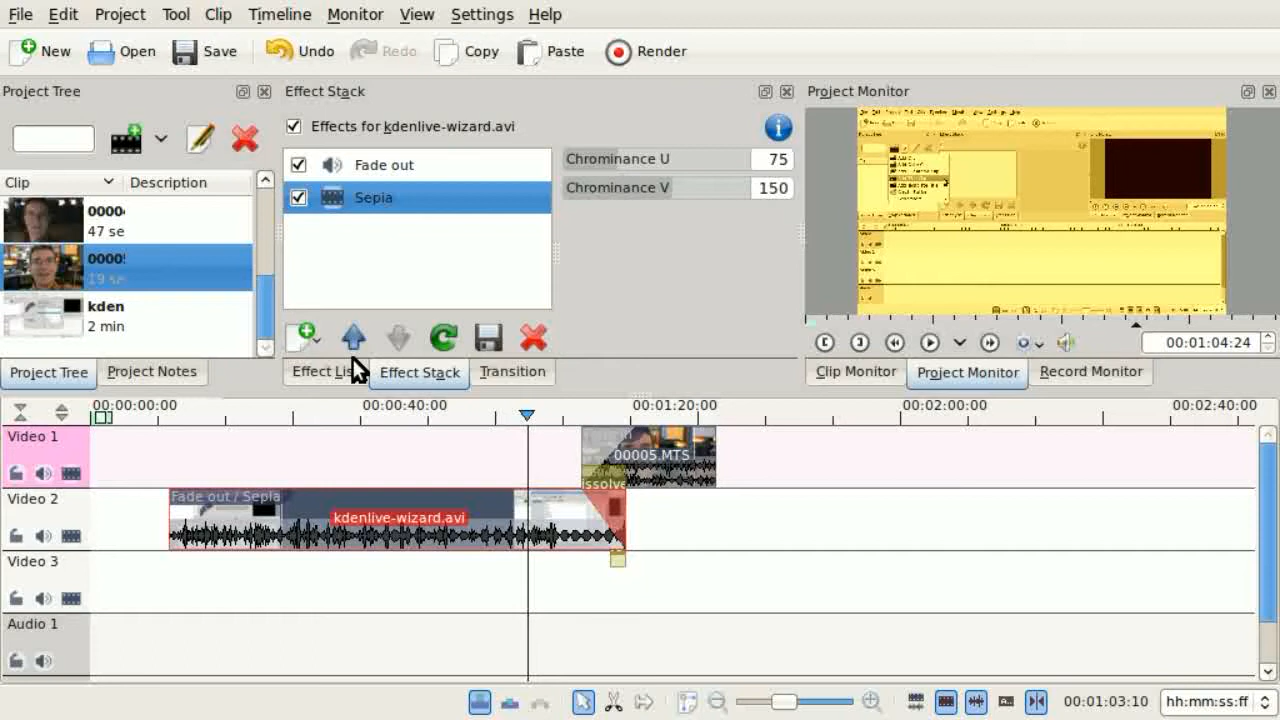 File Edit Project Tool Clip Timeline Monitor View Settings Help
New Open Save Undo Redo Copy Paste Render
Project Tree
Effect Stack
Project Monitor
Effects for kdenlive-wizard.avi
Clip Description
Fade out
Sepia
Chrominance U 75
Chrominance V 150
47 se
19 se
kden
2 min
00:01:04:24
Project Tree Project Notes
Effect Stack Transition
Clip Monitor Project Monitor Record Monitor
00:00:00:00 00:00:40:00 00:01:20:00 00:02:00:00 00:02:40:00
Video 1
00005.MTS
issolve
Video 2
Fade out / Sepia
kdenlive-wizard.avi
Video 3
Audio 1
00:01:03:10 hh:mm:ss:ff